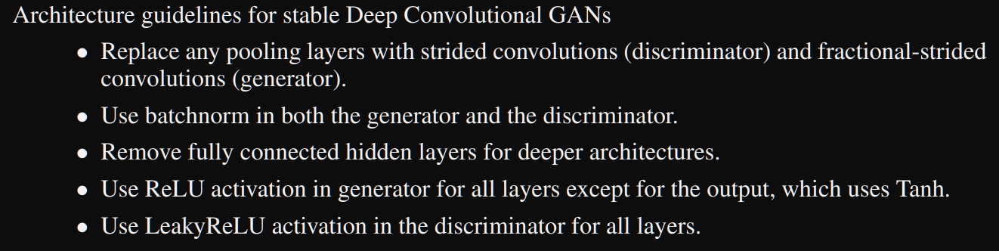 Architecture guidelines for stable Deep Convolutional GANs
• Replace any pooling layers with strided convolutions (discriminator) and fractional-strided
convolutions (generator).
• Use batchnorm in both the generator and the discriminator.
• Remove fully connected hidden layers for deeper architectures.
• Use ReLU activation in generator for all layers except for the output, which uses Tanh.
• Use LeakyReLU activation in the discriminator for all layers.